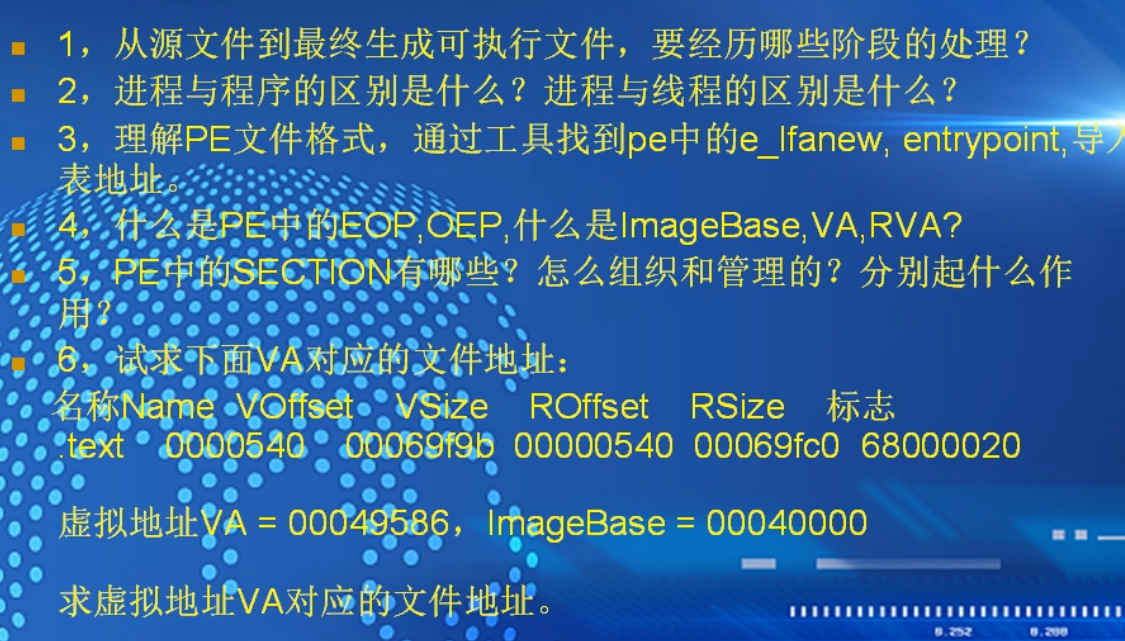 1，从源文件到最终生成可执行文件，要经历哪些阶段的处理？
2，进程与程序的区别是什么？进程与线程的区别是什么？
3，理解PE文件格式，通过工具找到pe中的e_lfanew, entrypoint,导入
表地址。
4，什么是PE中的EOP,OEP,什么是ImageBase,VA,RVA?
5，PE中的SECTION有哪些？怎么组织和管理的？分别起什么作
用？
6，试求下面VA对应的文件地址：
名称Name VOffset VSize ROffset RSize 标志
.text 0000540 00069f9b 00000540 00069fc0 68000020
虚拟地址VA = 00049586，ImageBase = 00040000
求虚拟地址VA对应的文件地址。
0.252 0.208